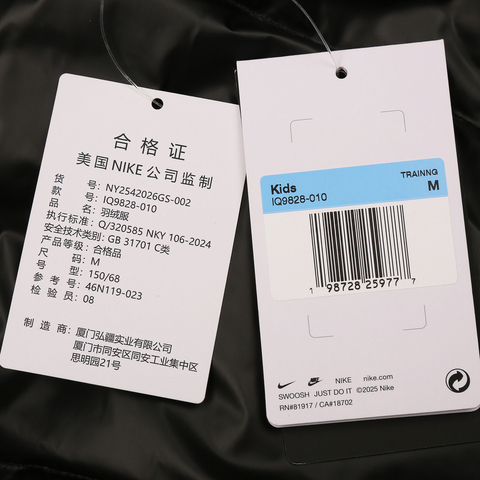 合格证
美国NIKE公司监制
货 号: NY2542026GS-002
款 号: IQ9828-010
品 名: 羽绒服
执行标准: Q/320585 NKY 106-2024
安全技术类别: GB 31701 C类
产品等级: 合格品
尺 码: M
号 型: 150/68
参 考 号: 46N119-023
检 验 员: 08
制 造 商: 厦门弘疆实业有限公司
厦门市同安区同安工业集中区
思明园21号
TRAINNG
Kids M
IQ9828-010
1 98728 25977 7
NIKE nike.com
SWOOSH JUST DO IT ©2025 Nike
RN#81917 / CA#18702